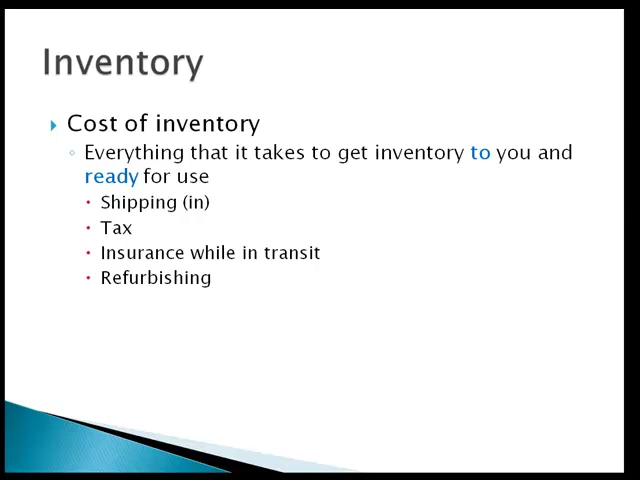 Inventory
Cost of inventory
Everything that it takes to get inventory to you and
ready for use
Shipping (in)
Tax
Insurance while in transit
Refurbishing